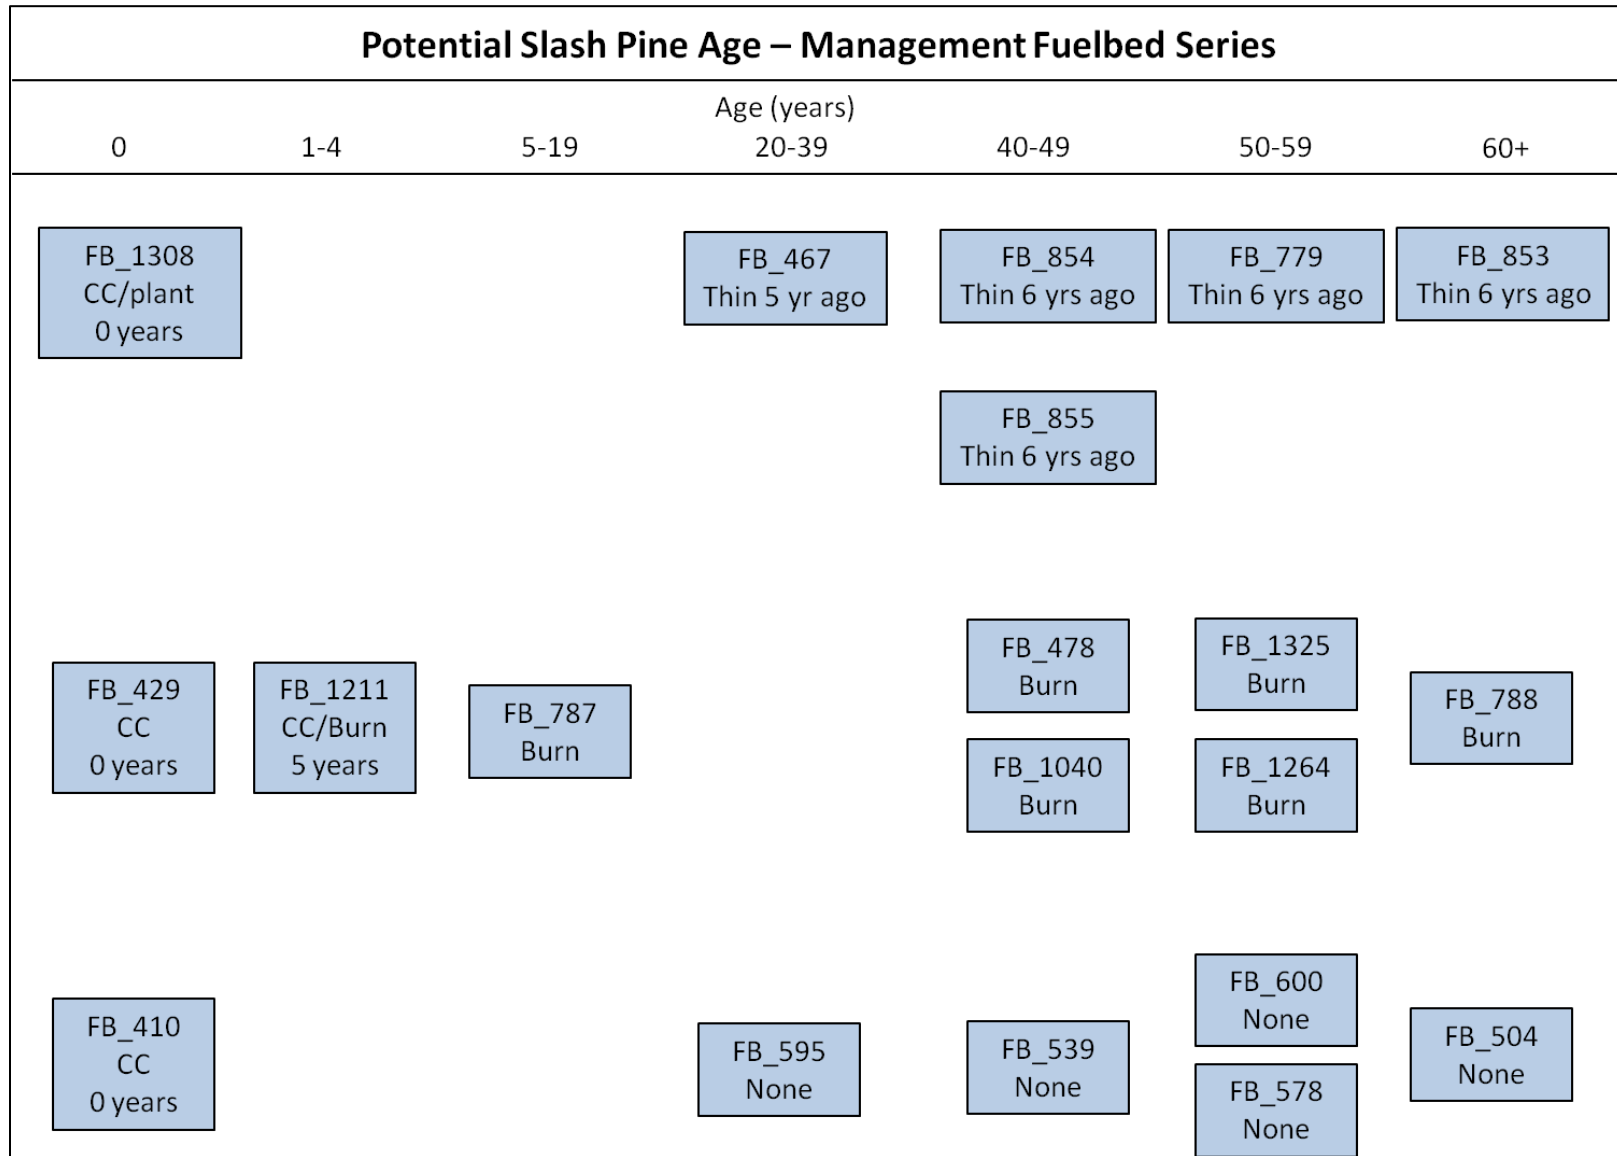 Potential Slash Pine Age – Management Fuelbed Series
Age (years)
0 1-4 5-19 20-39 40-49 50-59 60+
FB_1308
CC/plant
0 years
FB_467
Thin 5 yr ago
FB_854
Thin 6 yrs ago
FB_779
Thin 6 yrs ago
FB_853
Thin 6 yrs ago
FB_855
Thin 6 yrs ago
FB_429
CC
0 years
FB_1211
CC/Burn
5 years
FB_787
Burn
FB_478
Burn
FB_1040
Burn
FB_1325
Burn
FB_1264
Burn
FB_788
Burn
FB_410
CC
0 years
FB_595
None
FB_539
None
FB_600
None
FB_578
None
FB_504
None